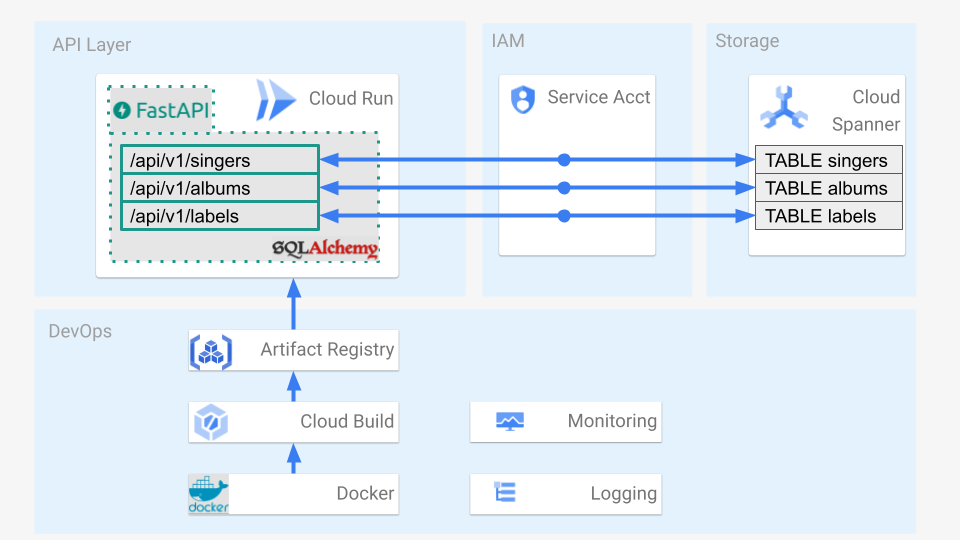 API Layer
IAM
Storage
FastAPI
Cloud Run
Service Acct
Cloud
Spanner
/api/v1/singers
/api/v1/albums
/api/v1/labels
TABLE singers
TABLE albums
TABLE labels
SQLAlchemy
DevOps
Artifact Registry
Cloud Build
Monitoring
docker
Docker
Logging